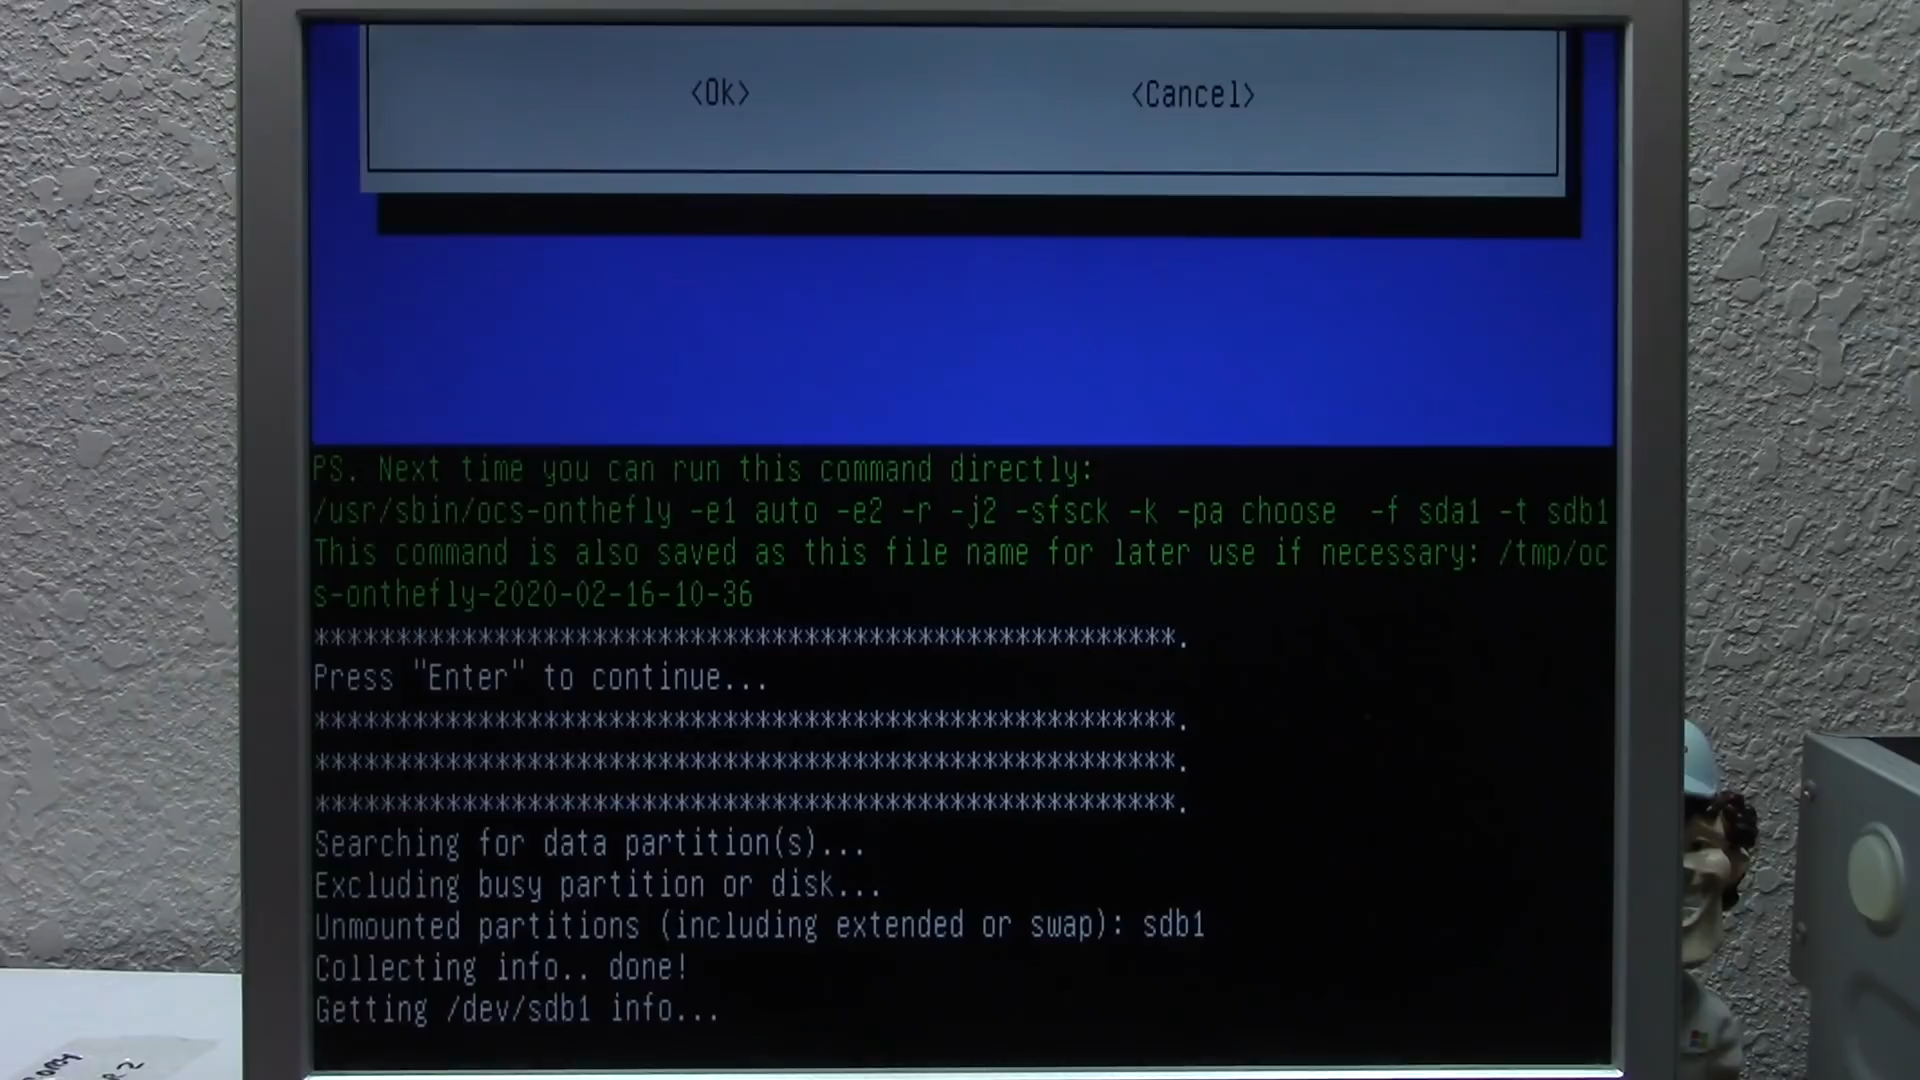 <Ok> <Cancel>
PS. Next time you can run this command directly:
/usr/sbin/ocs-onthefly -e1 auto -e2 -r -j2 -sfsck -k -pa choose  -f sda1 -t sdb1
This command is also saved as this file name for later use if necessary: /tmp/oc
s-onthefly-2020-02-16-10-36
*****************************************************.
Press "Enter" to continue...
*****************************************************.
*****************************************************.
*****************************************************.
Searching for data partition(s)...
Excluding busy partition or disk...
Unmounted partitions (including extended or swap): sdb1
Collecting info.. done!
Getting /dev/sdb1 info...